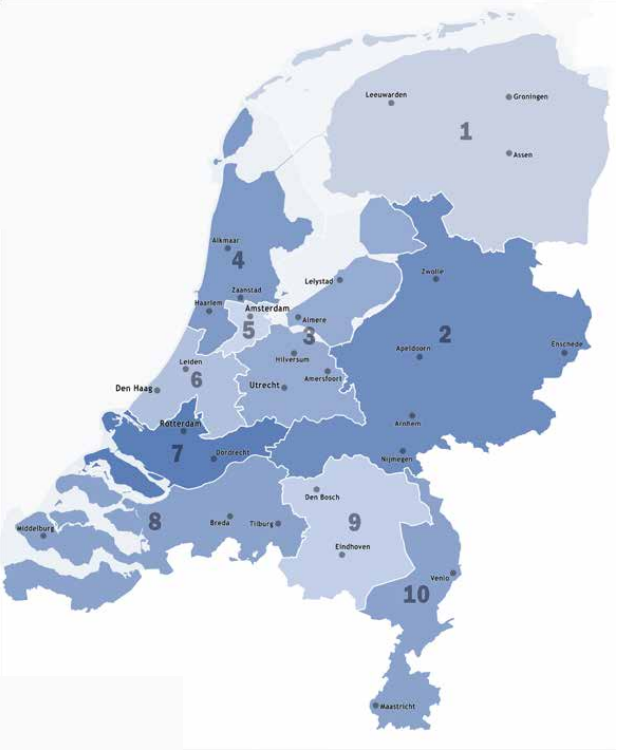 Leeuwarden
Groningen
1
Assen
Alkmaar
4
Zwolle
Lelystad
Zaanstad
Haarlem
Amsterdam
Almere
5
3
2
Enschede
Apeldoorn
Hilversum
Leiden
6
Amersfoort
Utrecht
Den Haag
Rotterdam
Arnhem
7
Dordrecht
Nijmegen
Den Bosch
8
Breda
Tilburg
9
Middelburg
Eindhoven
Venlo
10
Maastricht